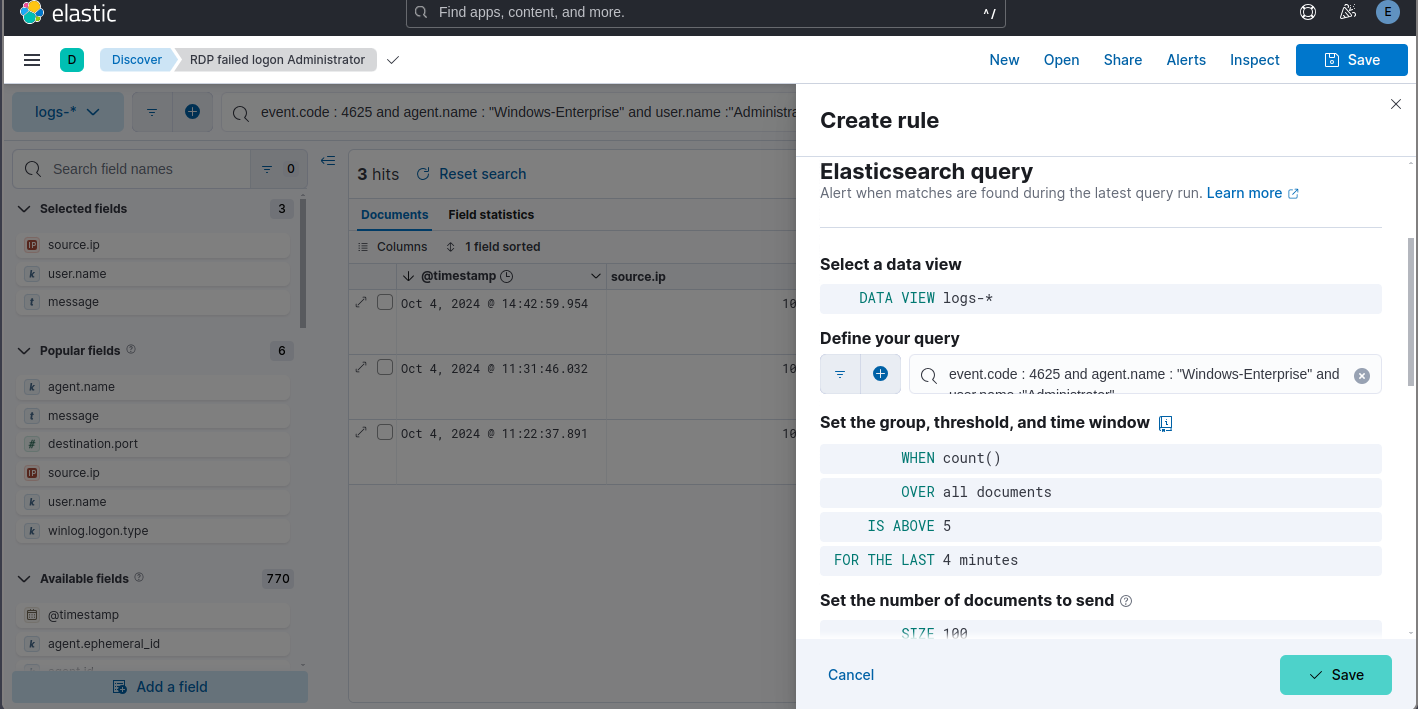 elastic
Find apps, content, and more.
^/
E
D
Discover
RDP failed logon Administrator
New
Open
Share
Alerts
Inspect
Save
logs-*
event.code : 4625 and agent.name : "Windows-Enterprise" and user.name :"Administra
Search field names
0
Selected fields
3
source.ip
user.name
message
Popular fields
6
agent.name
message
destination.port
source.ip
user.name
winlog.logon.type
Available fields
770
@timestamp
agent.ephemeral_id
agent.id
Add a field
3 hits
Reset search
Documents
Field statistics
Columns
1 field sorted
@timestamp
source.ip
Oct 4, 2024 @ 14:42:59.954
10
Oct 4, 2024 @ 11:31:46.032
10
Oct 4, 2024 @ 11:22:37.891
10
Create rule
Elasticsearch query
Alert when matches are found during the latest query run. Learn more
Select a data view
DATA VIEW logs-*
Define your query
event.code : 4625 and agent.name : "Windows-Enterprise" and
user.name :"Administrator"
Set the group, threshold, and time window
WHEN count()
OVER all documents
IS ABOVE 5
FOR THE LAST 4 minutes
Set the number of documents to send
SIZE 100
Cancel
Save